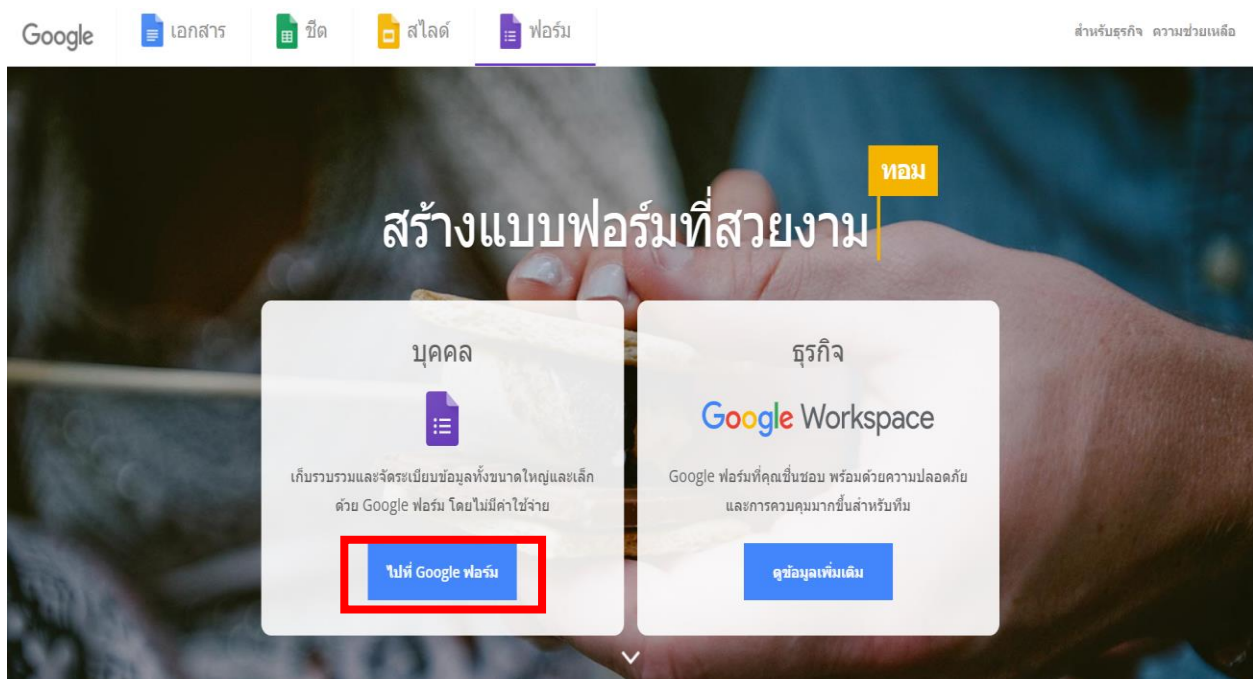 Google เอกสาร ชีต สไลด์ ฟอร์ม สำหรับธุรกิจ ความช่วยเหลือ
ทอม
สร้างแบบฟอร์มที่สวยงาม
บุคคล
เก็บรวบรวมและจัดระเบียบข้อมูลทั้งขนาดใหญ่และเล็ก
ด้วย Google ฟอร์ม โดยไม่มีค่าใช้จ่าย
ไปที่ Google ฟอร์ม
ธุรกิจ
Google Workspace
Google ฟอร์มที่คุณชื่นชอบ พร้อมด้วยความปลอดภัย
และการควบคุมมากขึ้นสำหรับทีม
ดูข้อมูลเพิ่มเติม